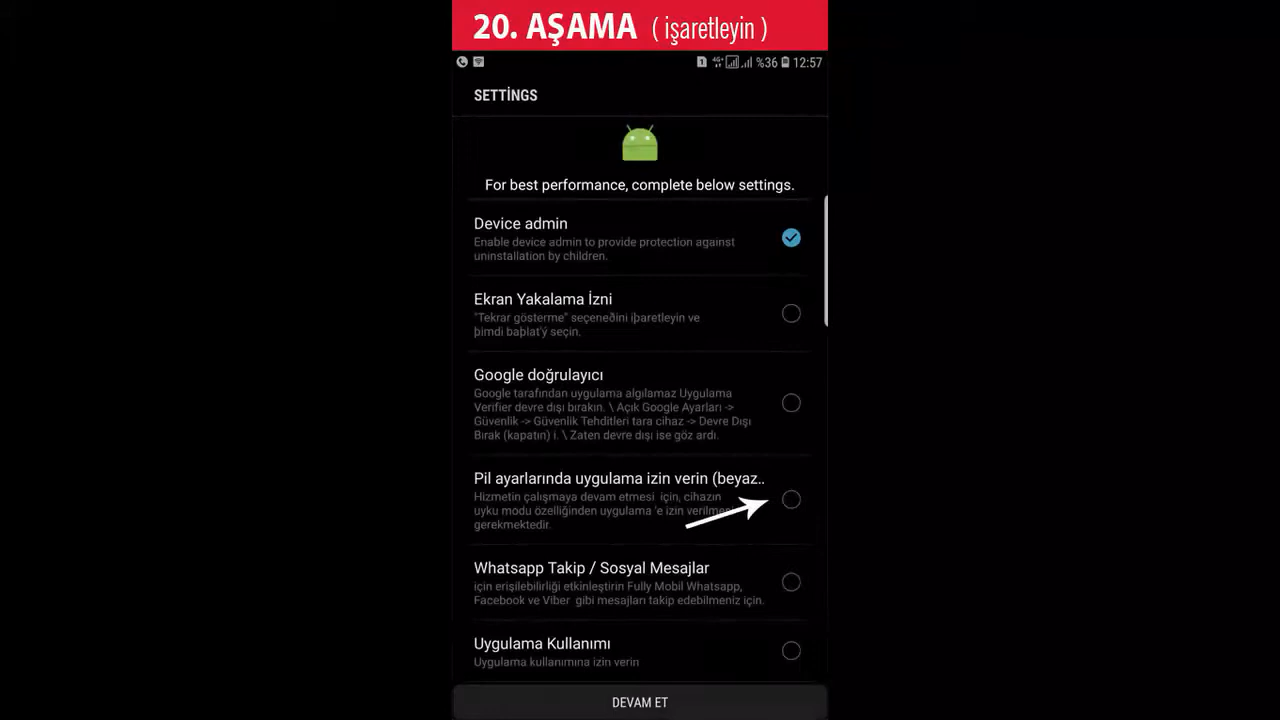 20. AŞAMA ( işaretleyin )
1 %36 12:57
SETTİNGS
For best performance, complete below settings.
Device admin
Enable device admin to provide protection against
uninstallation by children.
Ekran Yakalama İzni
"Tekrar gösterme" seçeneðini iþaretleyin ve
þimdi baþlat'ý seçin.
Google doğrulayıcı
Google tarafından uygulama algılamaz Uygulama
Verifier devre dışı bırakın. \ Açık Google Ayarları ->
Güvenlik -> Güvenlik Tehditleri tara cihaz -> Devre Dışı
Bırak (kapatın) i. \ Zaten devre dışı ise göz ardı.
Pil ayarlarında uygulama izin verin (beyaz..
Hizmetin çalışmaya devam etmesi için, cihazın
uyku modu özelliğinden uygulama 'e izin verilmesi
gerekmektedir.
Whatsapp Takip / Sosyal Mesajlar
için erişilebilirliği etkinleştirin Fully Mobil Whatsapp,
Facebook ve Viber gibi mesajları takip edebilmeniz için.
Uygulama Kullanımı
Uygulama kullanımına izin verin
DEVAM ET